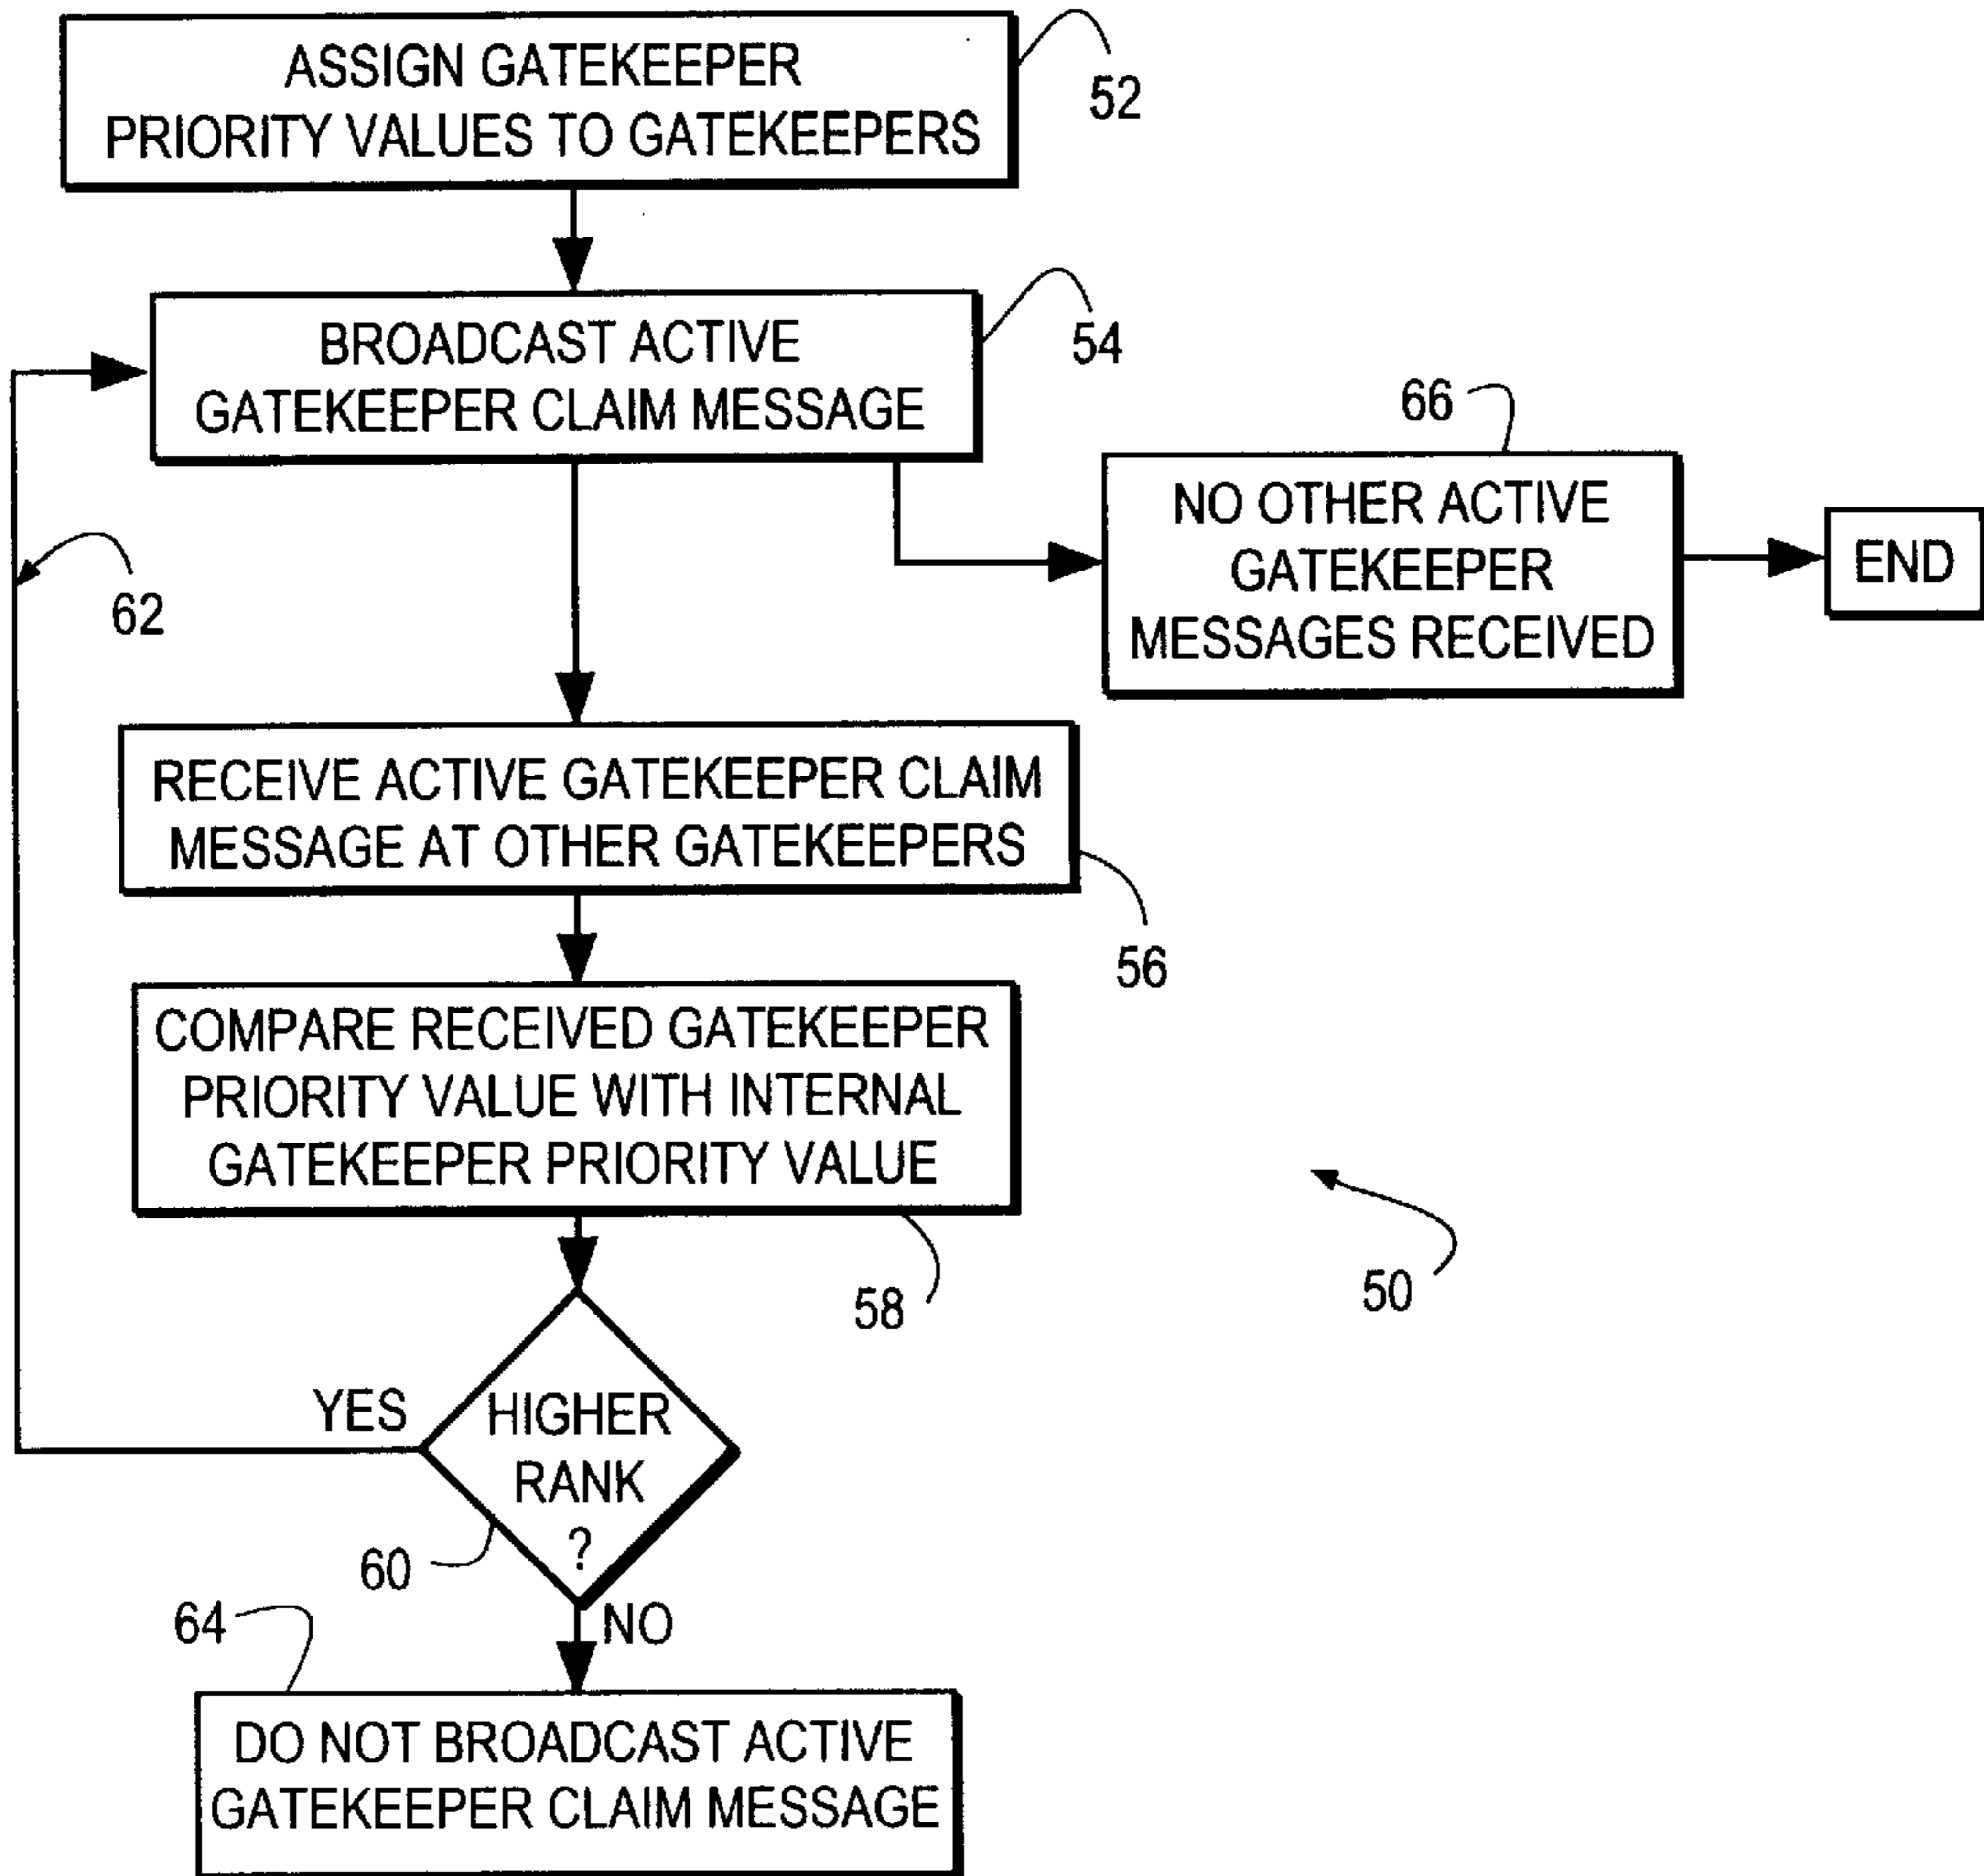 ASSIGN GATEKEEPER
PRIORITY VALUES TO GATEKEEPERS
52
BROADCAST ACTIVE
GATEKEEPER CLAIM MESSAGE
54
66
NO OTHER ACTIVE
GATEKEEPER
MESSAGES RECEIVED
END
62
RECEIVE ACTIVE GATEKEEPER CLAIM
MESSAGE AT OTHER GATEKEEPERS
56
COMPARE RECEIVED GATEKEEPER
PRIORITY VALUE WITH INTERNAL
GATEKEEPER PRIORITY VALUE
58
50
YES
HIGHER
RANK
?
60
NO
64
DO NOT BROADCAST ACTIVE
GATEKEEPER CLAIM MESSAGE